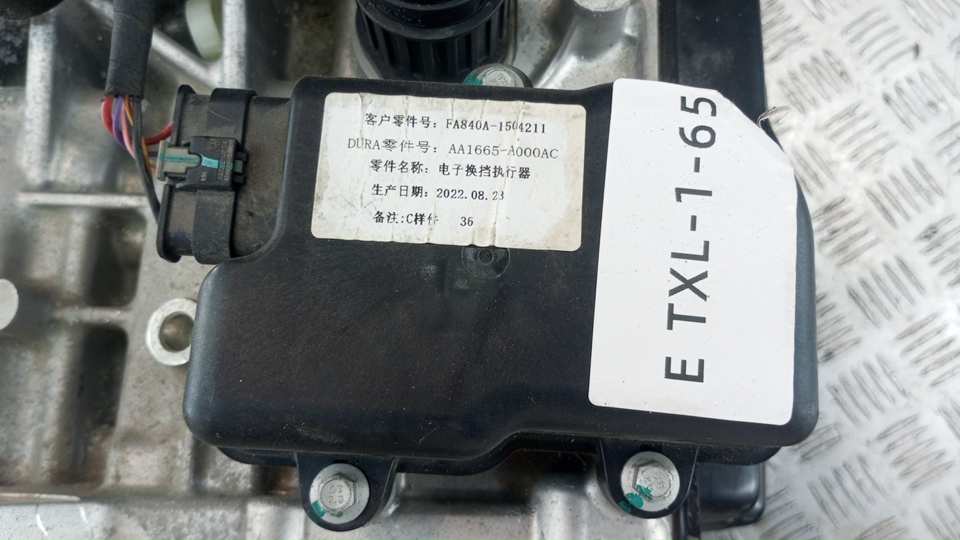 客户零件号: FA840A-1504211
DURA零件号: AA1665-A000AC
零件名称: 电子换挡执行器
生产日期: 2022.08.23
备注:C样件 36
E TXL-1-65